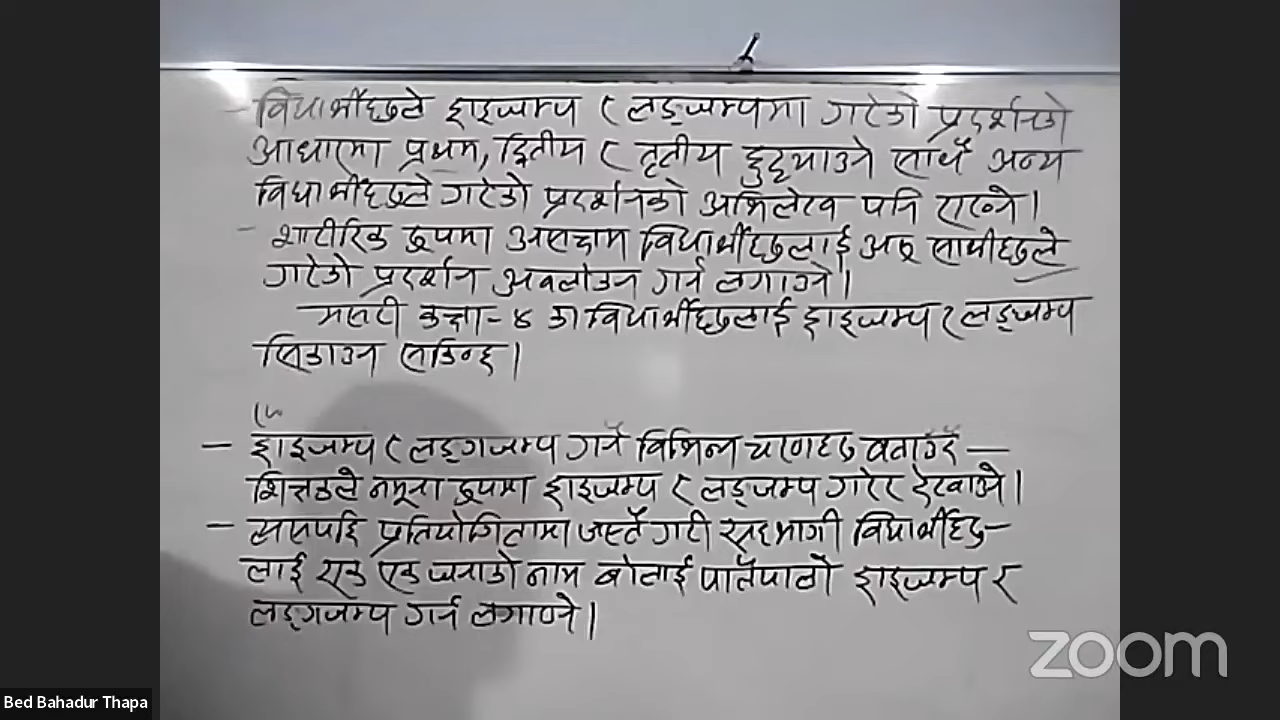 - विद्यार्थीहरुले हाइजम्प र लङ्जम्पमा गरेको प्रदर्शनको
आधारमा प्रथम, द्वितीय र तृतीय छुट्याउने साथै अन्य
विद्यार्थीहरुले गरेको प्रदर्शनको अभिलेख पनि राख्ने।
- शारीरिक रुपमा असक्षम विद्यार्थीहरुलाई अरु साथीहरुले
गरेको प्रदर्शन अवलोकन गर्न लगाउने।
यसरी कक्षा-४ का विद्यार्थीहरुलाई हाइजम्प र लङ्जम्प
सिकाउन सकिन्छ।
- हाइजम्प र लङ्गजम्प गर्ने विभिन्न चरणहरु बताउँदै —
शिक्षकले नमूना रुपमा हाइजम्प र लङ्जम्प गरेर देखाउने।
- त्यसपछि प्रतियोगितामा जस्तै गरी सहभागी विद्यार्थीहरु-
लाई एक एक जनाको नाम बोलाई पालैपालो हाइजम्प र
लङ्गजम्प गर्न लगाउने।
zoom
Bed Bahadur Thapa